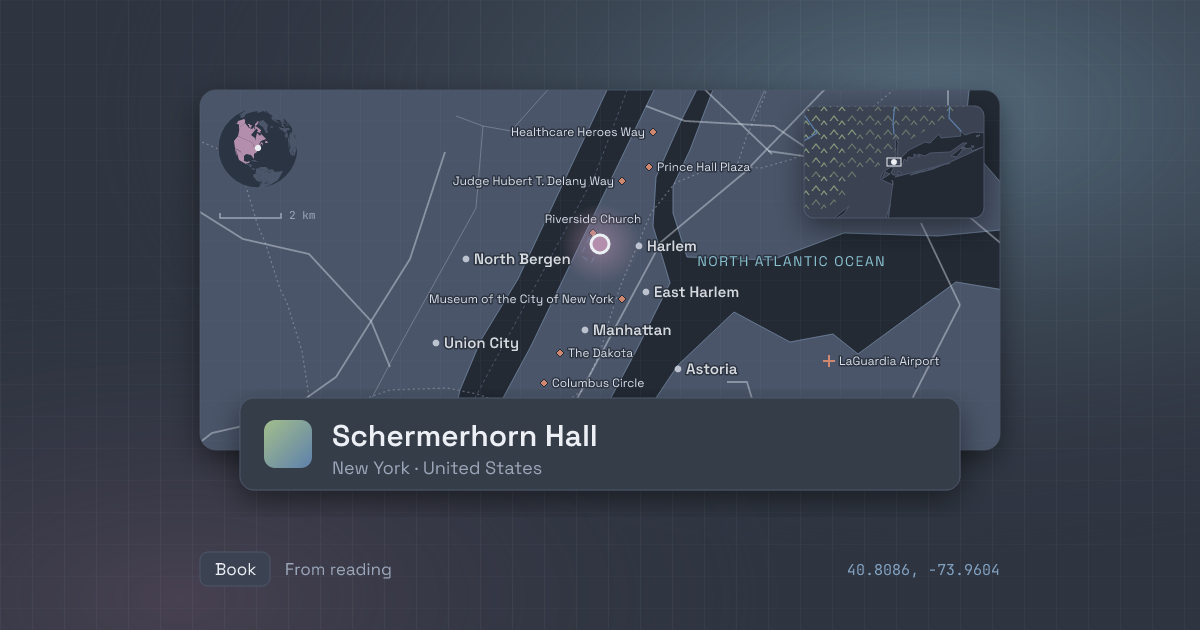 Healthcare Heroes Way
Prince Hall Plaza
Judge Hubert T. Delany Way
2 km
Riverside Church
Harlem
North Bergen
NORTH ATLANTIC OCEAN
East Harlem
Museum of the City of New York
Manhattan
Union City
The Dakota
LaGuardia Airport
Astoria
Columbus Circle
Schermerhorn Hall
New York · United States
Book
From reading
40.8086, -73.9604